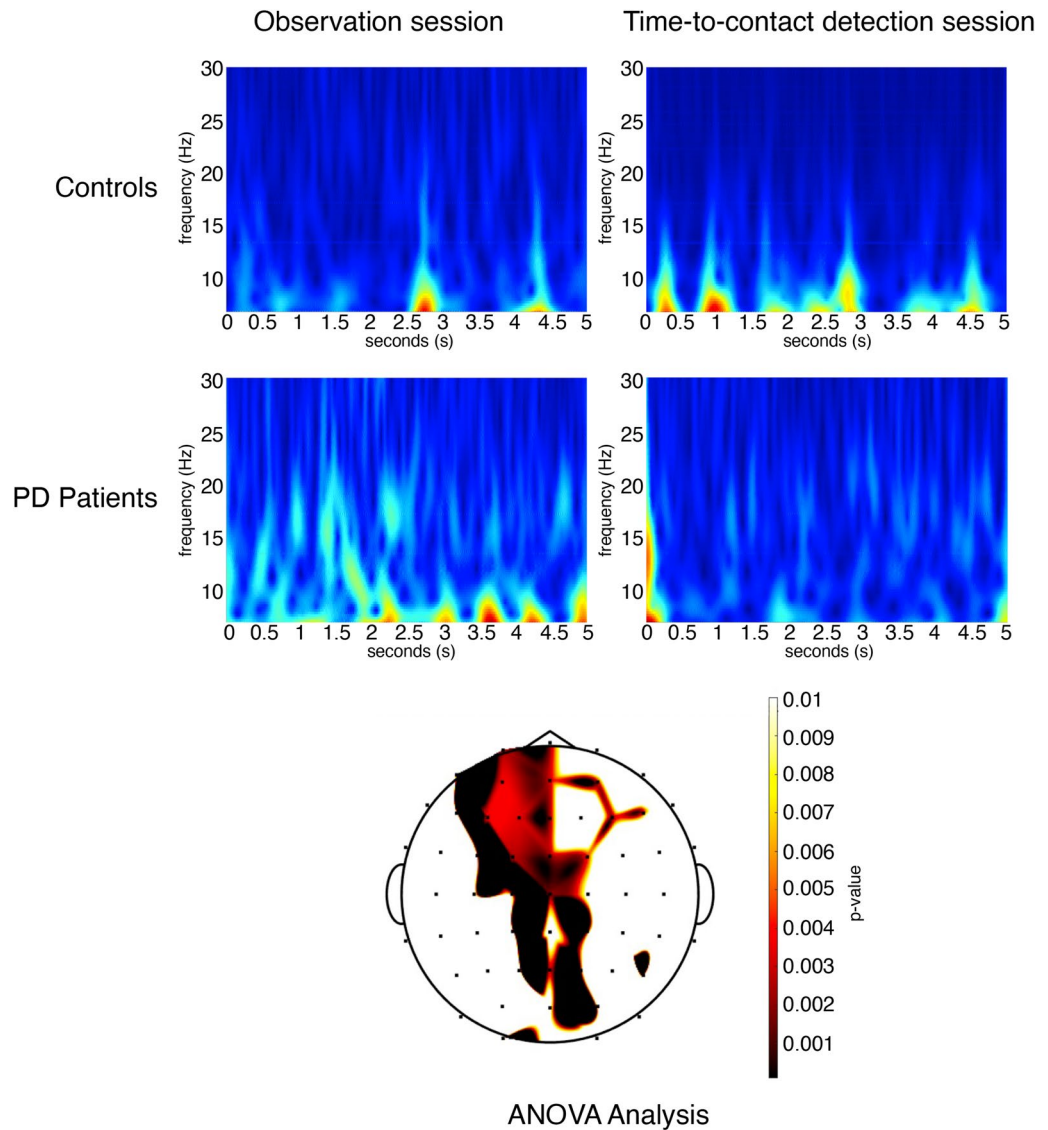 Observation session
Time-to-contact detection session
Controls
frequency (Hz)
30
25
20
15
10
0 0.5 1 1.5 2 2.5 3 3.5 4 4.5 5
seconds (s)
frequency (Hz)
30
25
20
15
10
0 0.5 1 1.5 2 2.5 3 3.5 4 4.5 5
seconds (s)
PD Patients
frequency (Hz)
30
25
20
15
10
0 0.5 1 1.5 2 2.5 3 3.5 4 4.5 5
seconds (s)
frequency (Hz)
30
25
20
15
10
0 0.5 1 1.5 2 2.5 3 3.5 4 4.5 5
seconds (s)
0.01
0.009
0.008
0.007
0.006
0.005
0.004
0.003
0.002
0.001
p-value
ANOVA Analysis